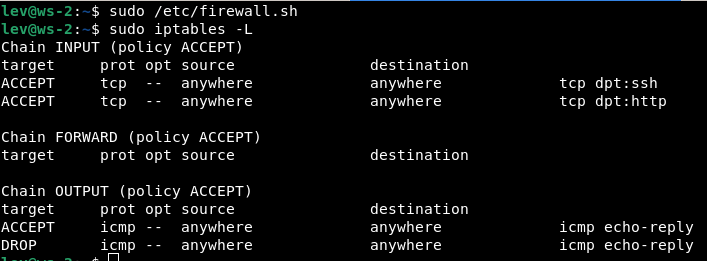 lev@ws-2:~$ sudo /etc/firewall.sh
lev@ws-2:~$ sudo iptables -L
Chain INPUT (policy ACCEPT)
target     prot opt source               destination
ACCEPT     tcp  --  anywhere             anywhere             tcp dpt:ssh
ACCEPT     tcp  --  anywhere             anywhere             tcp dpt:http

Chain FORWARD (policy ACCEPT)
target     prot opt source               destination

Chain OUTPUT (policy ACCEPT)
target     prot opt source               destination
ACCEPT     icmp --  anywhere             anywhere             icmp echo-reply
DROP       icmp --  anywhere             anywhere             icmp echo-reply
lev@ws-2:~$